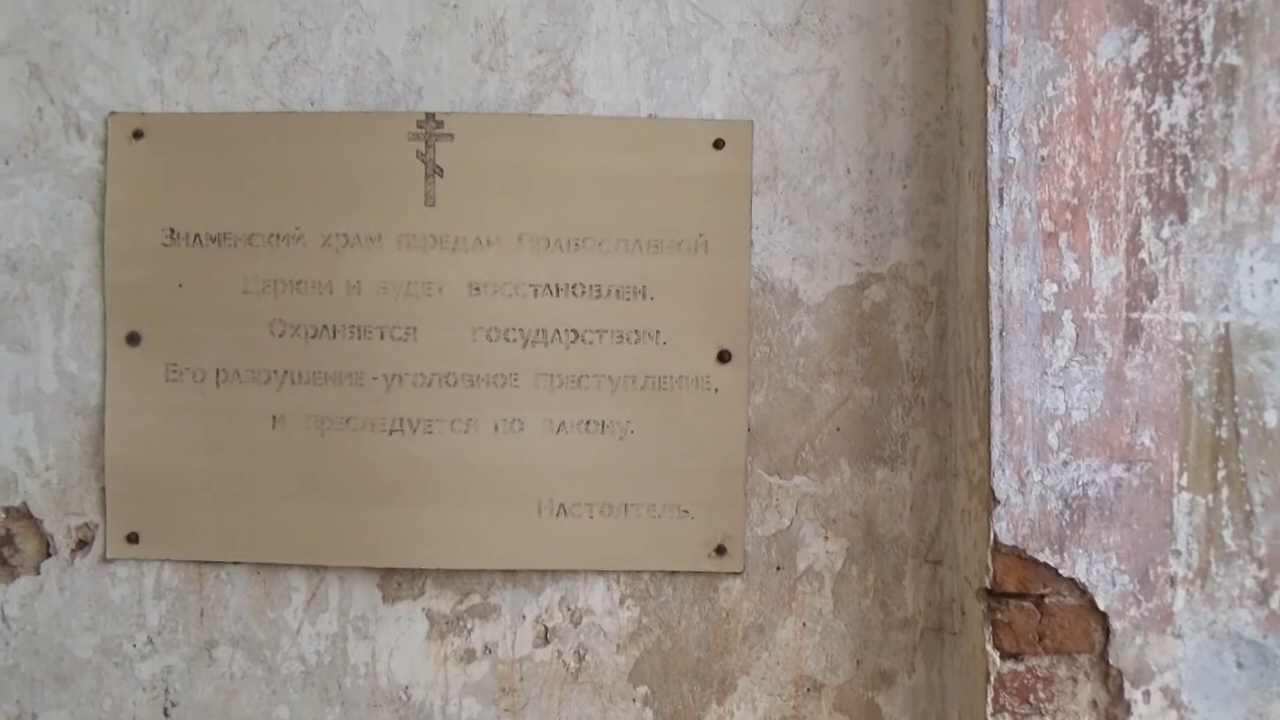 Знаменский храм передан Православной
Церкви и будет восстановлен.
Охраняется государством.
Его разрушение - уголовное преступление,
и преследуется по закону.
Настоятель.